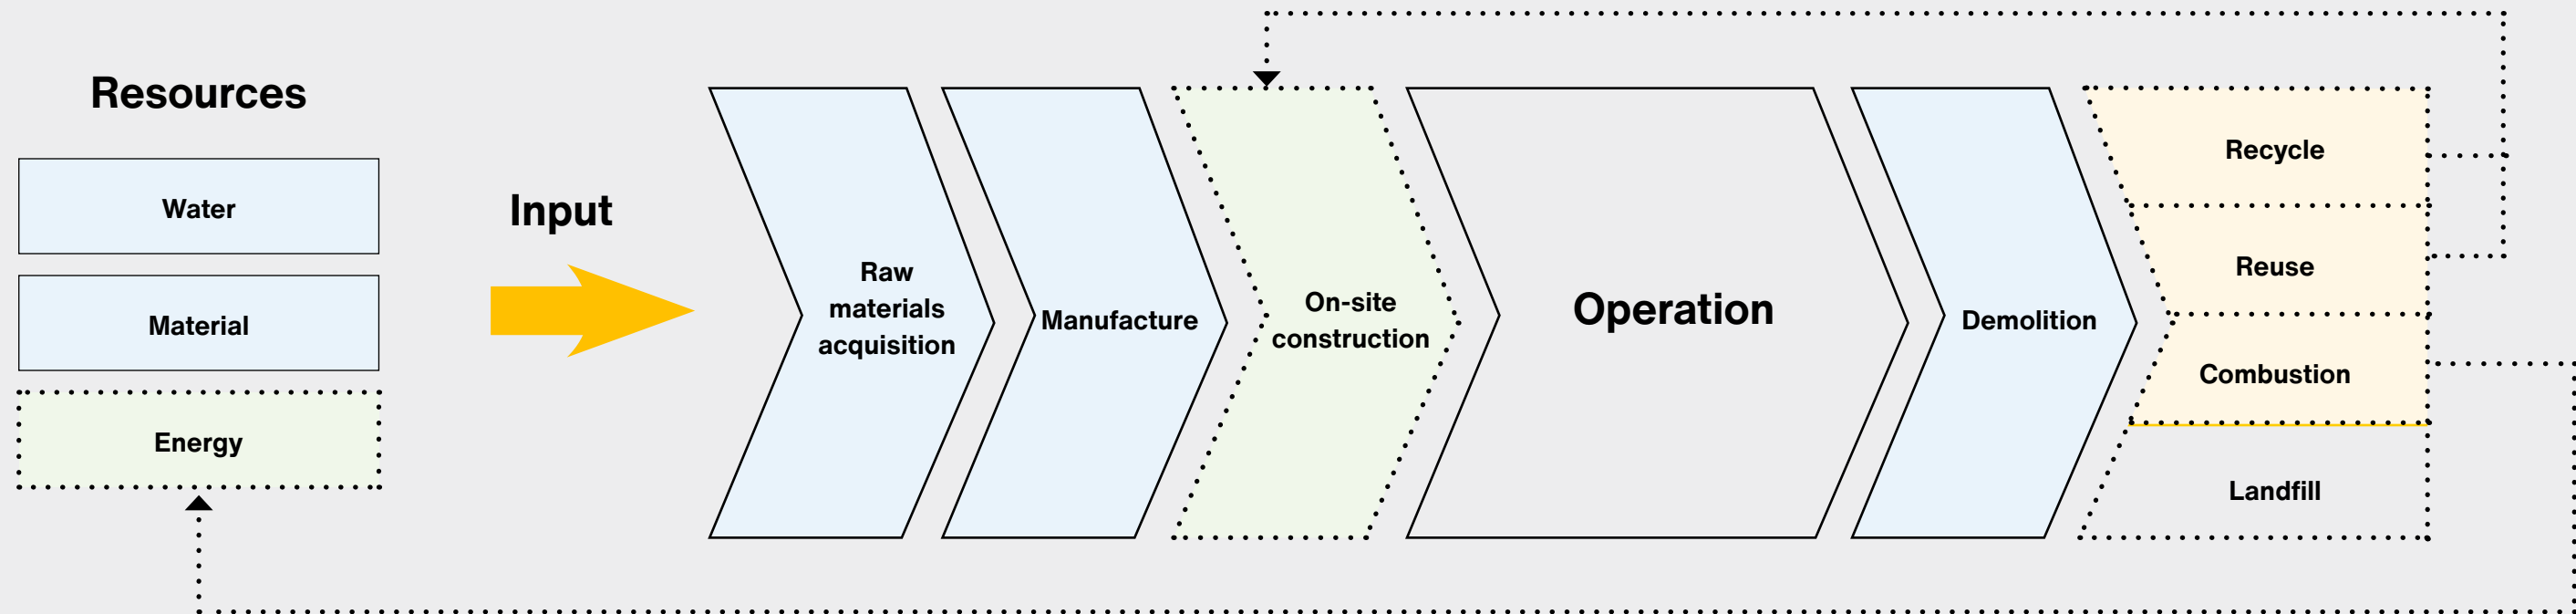 Resources
Water
Material
Energy
Input
Raw
materials
acquisition
Manufacture
On-site
construction
Operation
Demolition
Recycle
Reuse
Combustion
Landfill